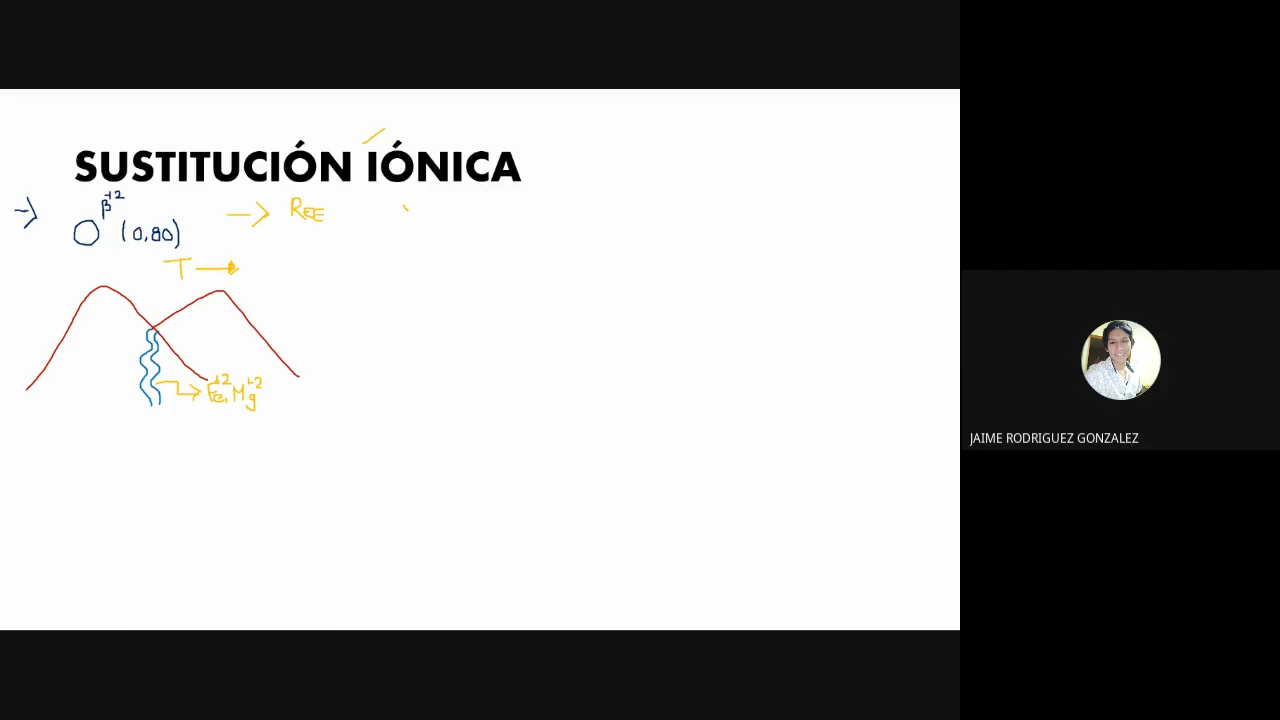 SUSTITUCIÓN IÓNICA
β+2
→ (0,80) → REE
T →
Fe+2, Mg+2
JAIME RODRIGUEZ GONZALEZ